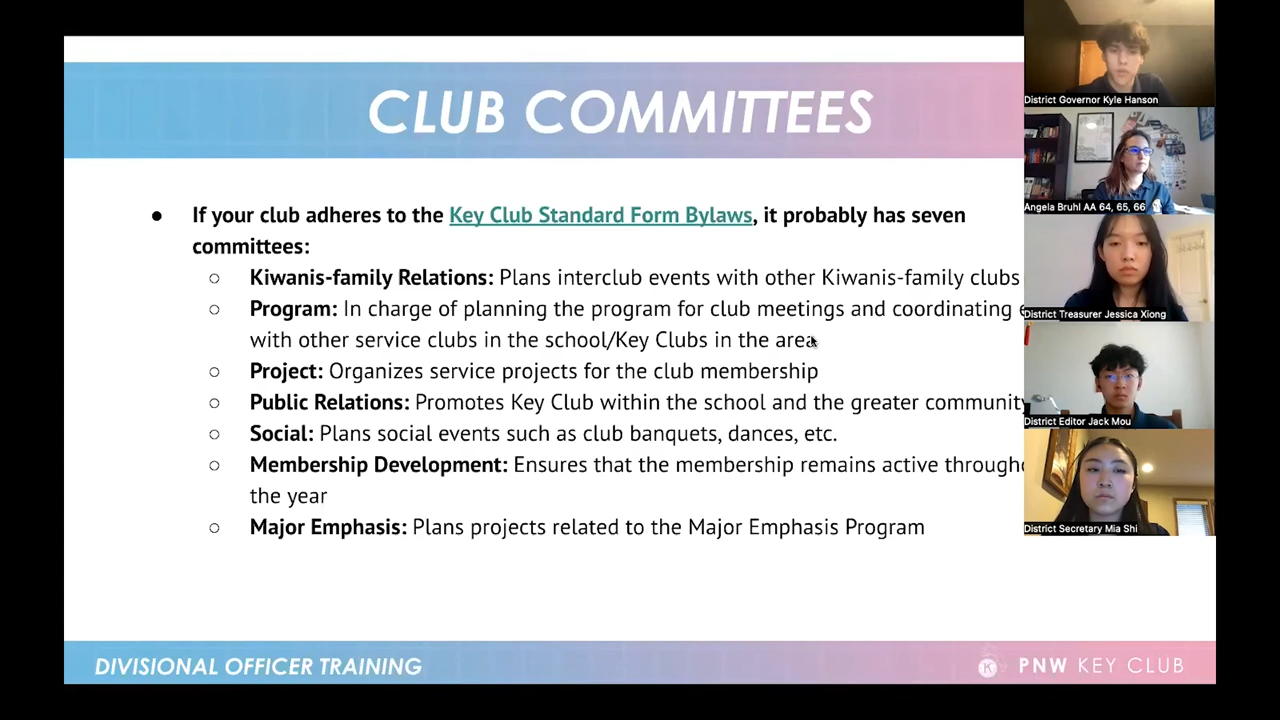 CLUB COMMITTEES
● If your club adheres to the Key Club Standard Form Bylaws, it probably has seven
committees:
○ Kiwanis-family Relations: Plans interclub events with other Kiwanis-family clubs
○ Program: In charge of planning the program for club meetings and coordinating
with other service clubs in the school/Key Clubs in the area
○ Project: Organizes service projects for the club membership
○ Public Relations: Promotes Key Club within the school and the greater community
○ Social: Plans social events such as club banquets, dances, etc.
○ Membership Development: Ensures that the membership remains active through
the year
○ Major Emphasis: Plans projects related to the Major Emphasis Program
DIVISIONAL OFFICER TRAINING
K PNW KEY CLUB
District Governor Kyle Hanson
Angela Bruhl AA 64, 65, 66
District Treasurer Jessica Xiong
District Editor Jack Mou
District Secretary Mia Shi